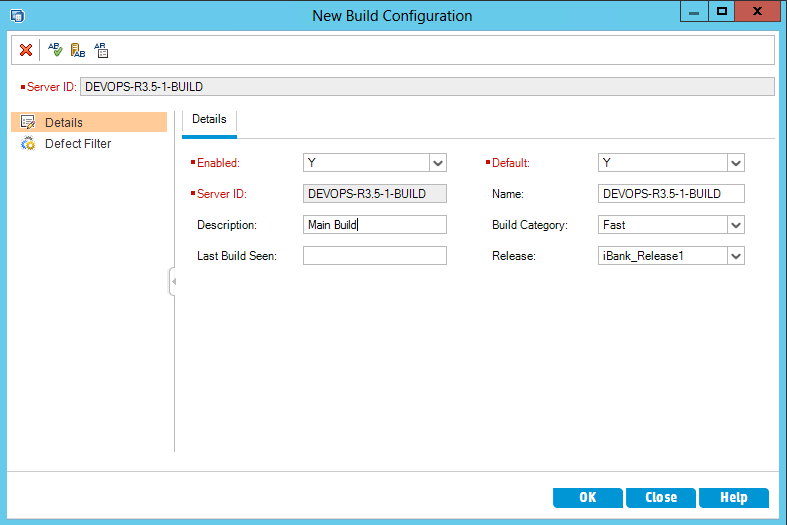 New Build Configuration
Server ID: DEVOPS-R3.5-1-BUILD
Details
Defect Filter
Details
Enabled: Y Default: Y
Server ID: DEVOPS-R3.5-1-BUILD Name: DEVOPS-R3.5-1-BUILD
Description: Main Build Build Category: Fast
Last Build Seen: Release: iBank_Release1
OK Close Help